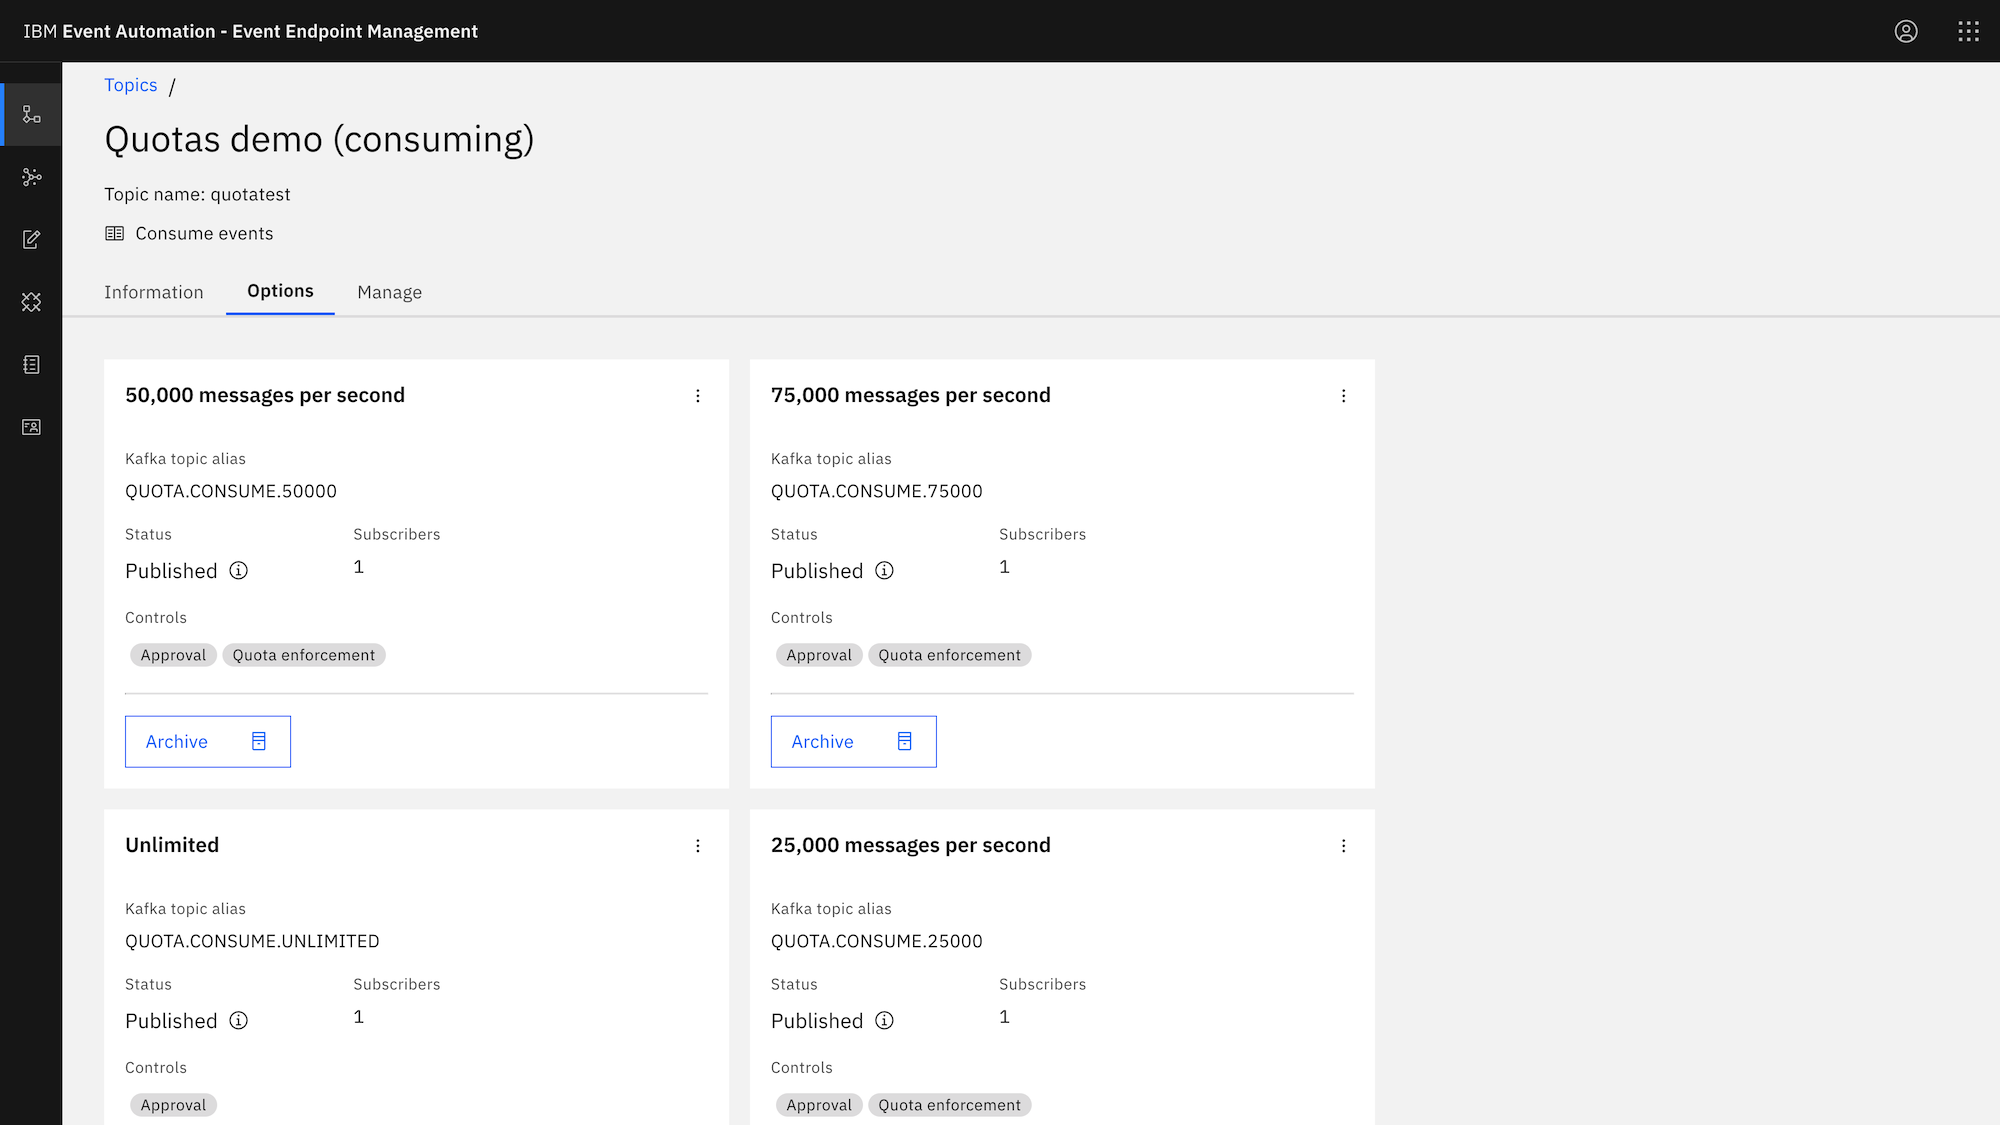 IBM Event Automation - Event Endpoint Management
Topics /
Quotas demo (consuming)
Topic name: quotatest
Consume events
Information Options Manage
50,000 messages per second
Kafka topic alias
QUOTA.CONSUME.50000
Status Subscribers
Published 1
Controls
Approval Quota enforcement
Archive
75,000 messages per second
Kafka topic alias
QUOTA.CONSUME.75000
Status Subscribers
Published 1
Controls
Approval Quota enforcement
Archive
Unlimited
Kafka topic alias
QUOTA.CONSUME.UNLIMITED
Status Subscribers
Published 1
Controls
Approval
25,000 messages per second
Kafka topic alias
QUOTA.CONSUME.25000
Status Subscribers
Published 1
Controls
Approval Quota enforcement